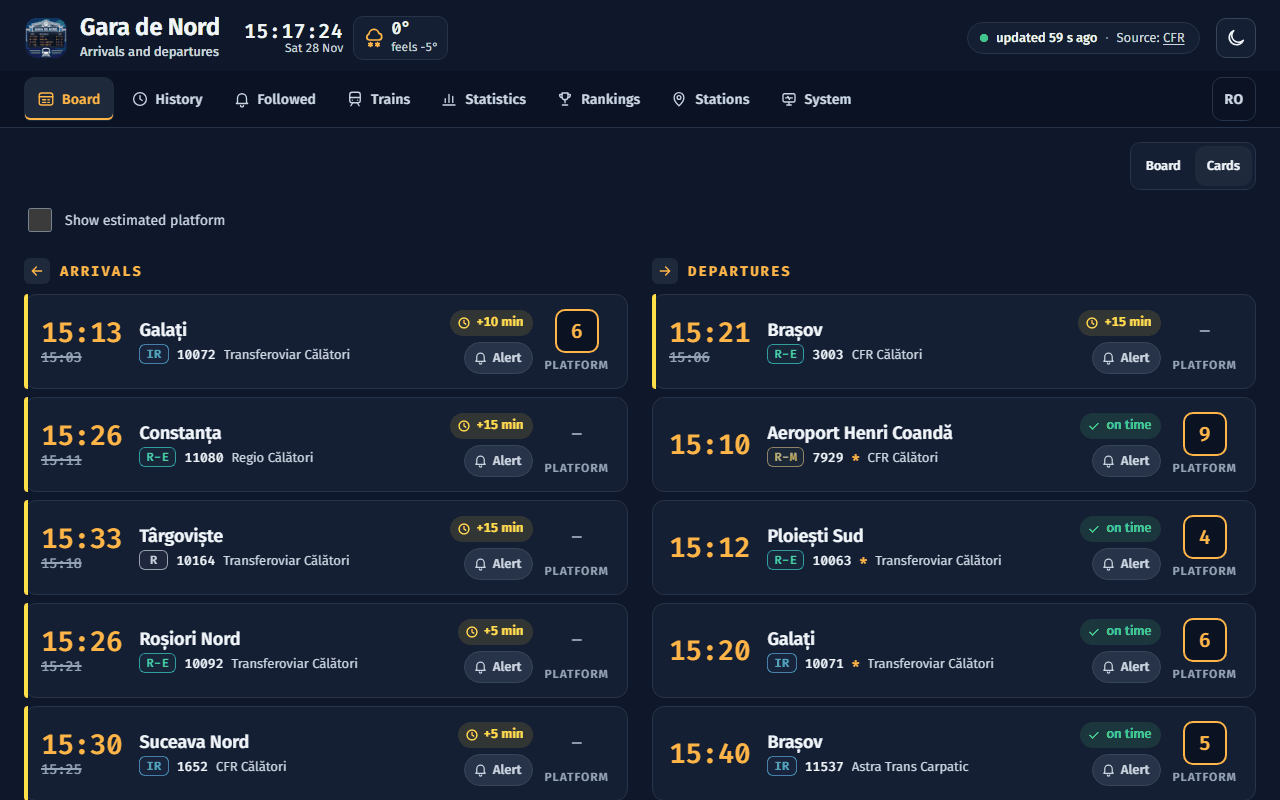 Gara de Nord
Arrivals and departures
15:17:24
Sat 28 Nov
0°
feels -5°
updated 59 s ago · Source: CFR
Board
History
Followed
Trains
Statistics
Rankings
Stations
System
RO
Board
Cards
Show estimated platform
← ARRIVALS
15:13
15:03
Galați
IR 10072 Transferoviar Călători
+10 min
Alert
6
PLATFORM
15:26
15:11
Constanța
R-E 11080 Regio Călători
+15 min
Alert
–
PLATFORM
15:33
15:18
Târgoviște
R 10164 Transferoviar Călători
+15 min
Alert
–
PLATFORM
15:26
15:21
Roșiori Nord
R-E 10092 Transferoviar Călători
+5 min
Alert
–
PLATFORM
15:30
15:25
Suceava Nord
IR 1652 CFR Călători
+5 min
Alert
–
PLATFORM
→ DEPARTURES
15:21
15:06
Brașov
R-E 3003 CFR Călători
+15 min
Alert
–
PLATFORM
15:10
Aeroport Henri Coandă
R-M 7929 * CFR Călători
on time
Alert
9
PLATFORM
15:12
Ploiești Sud
R-E 10063 * Transferoviar Călători
on time
Alert
4
PLATFORM
15:20
Galați
IR 10071 * Transferoviar Călători
on time
Alert
6
PLATFORM
15:40
Brașov
IR 11537 Astra Trans Carpatic
on time
Alert
5
PLATFORM